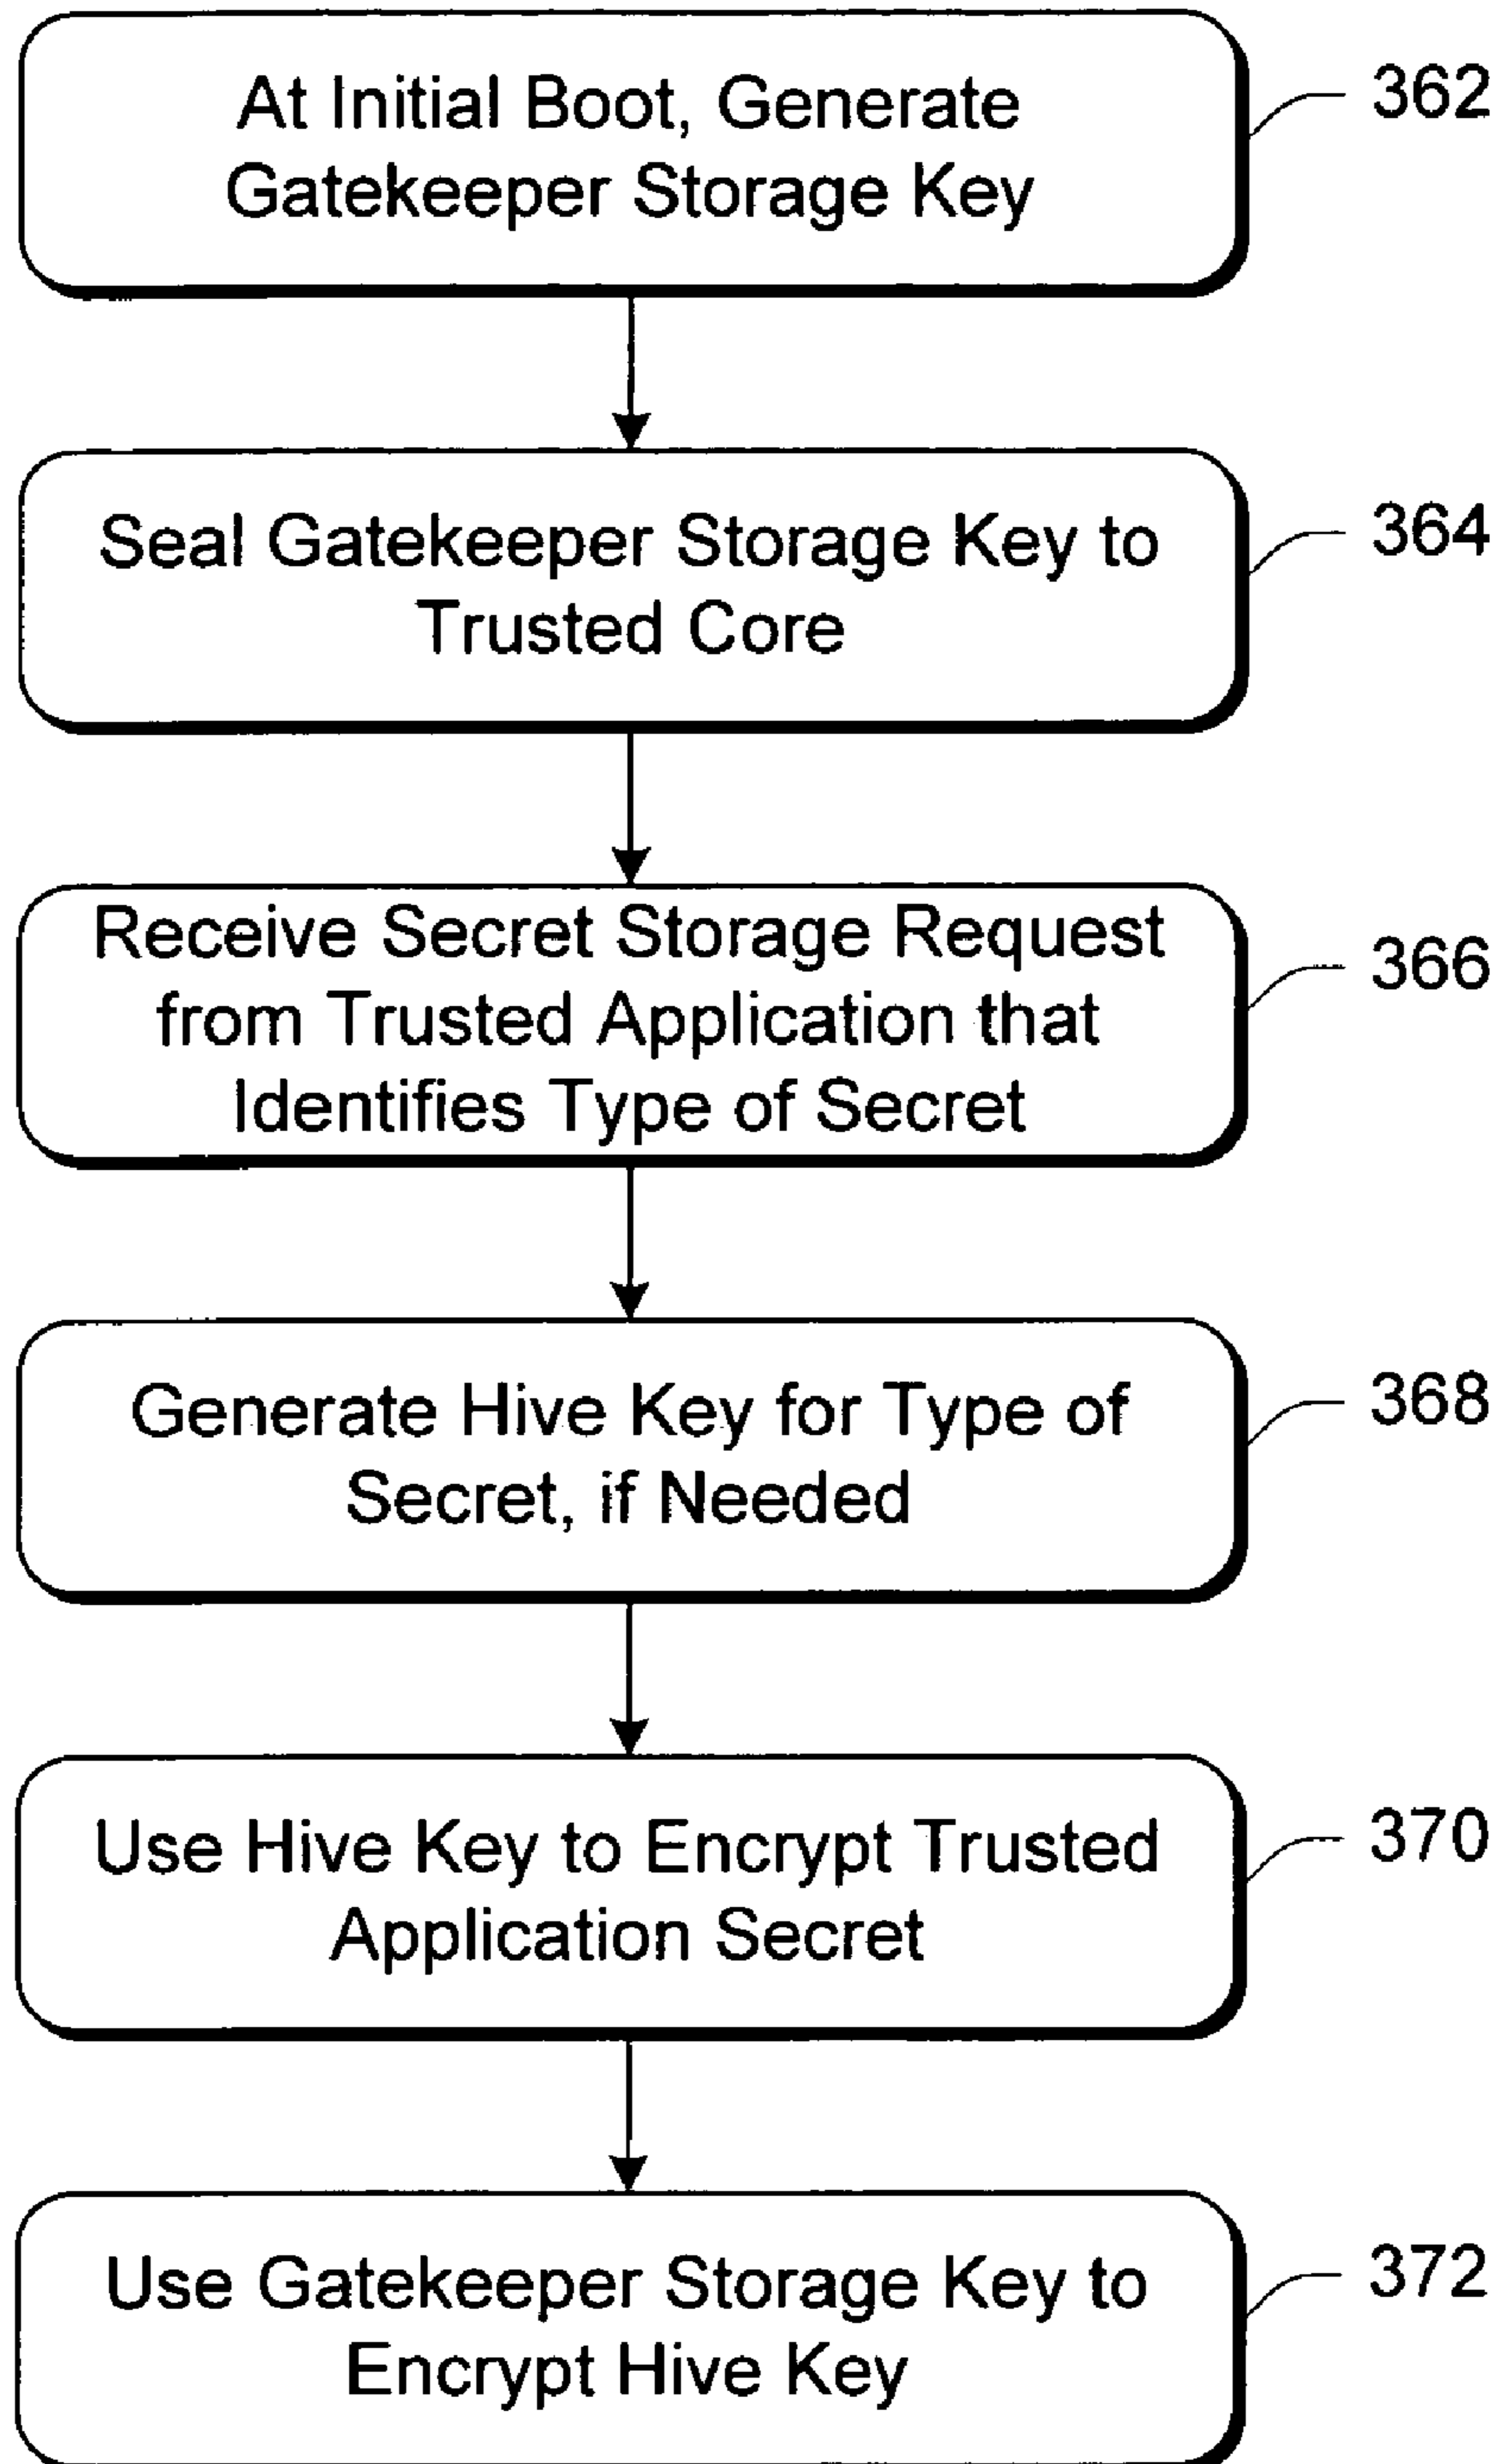 At Initial Boot, Generate
Gatekeeper Storage Key
362
Seal Gatekeeper Storage Key to
Trusted Core
364
Receive Secret Storage Request
from Trusted Application that
Identifies Type of Secret
366
Generate Hive Key for Type of
Secret, if Needed
368
Use Hive Key to Encrypt Trusted
Application Secret
370
Use Gatekeeper Storage Key to
Encrypt Hive Key
372